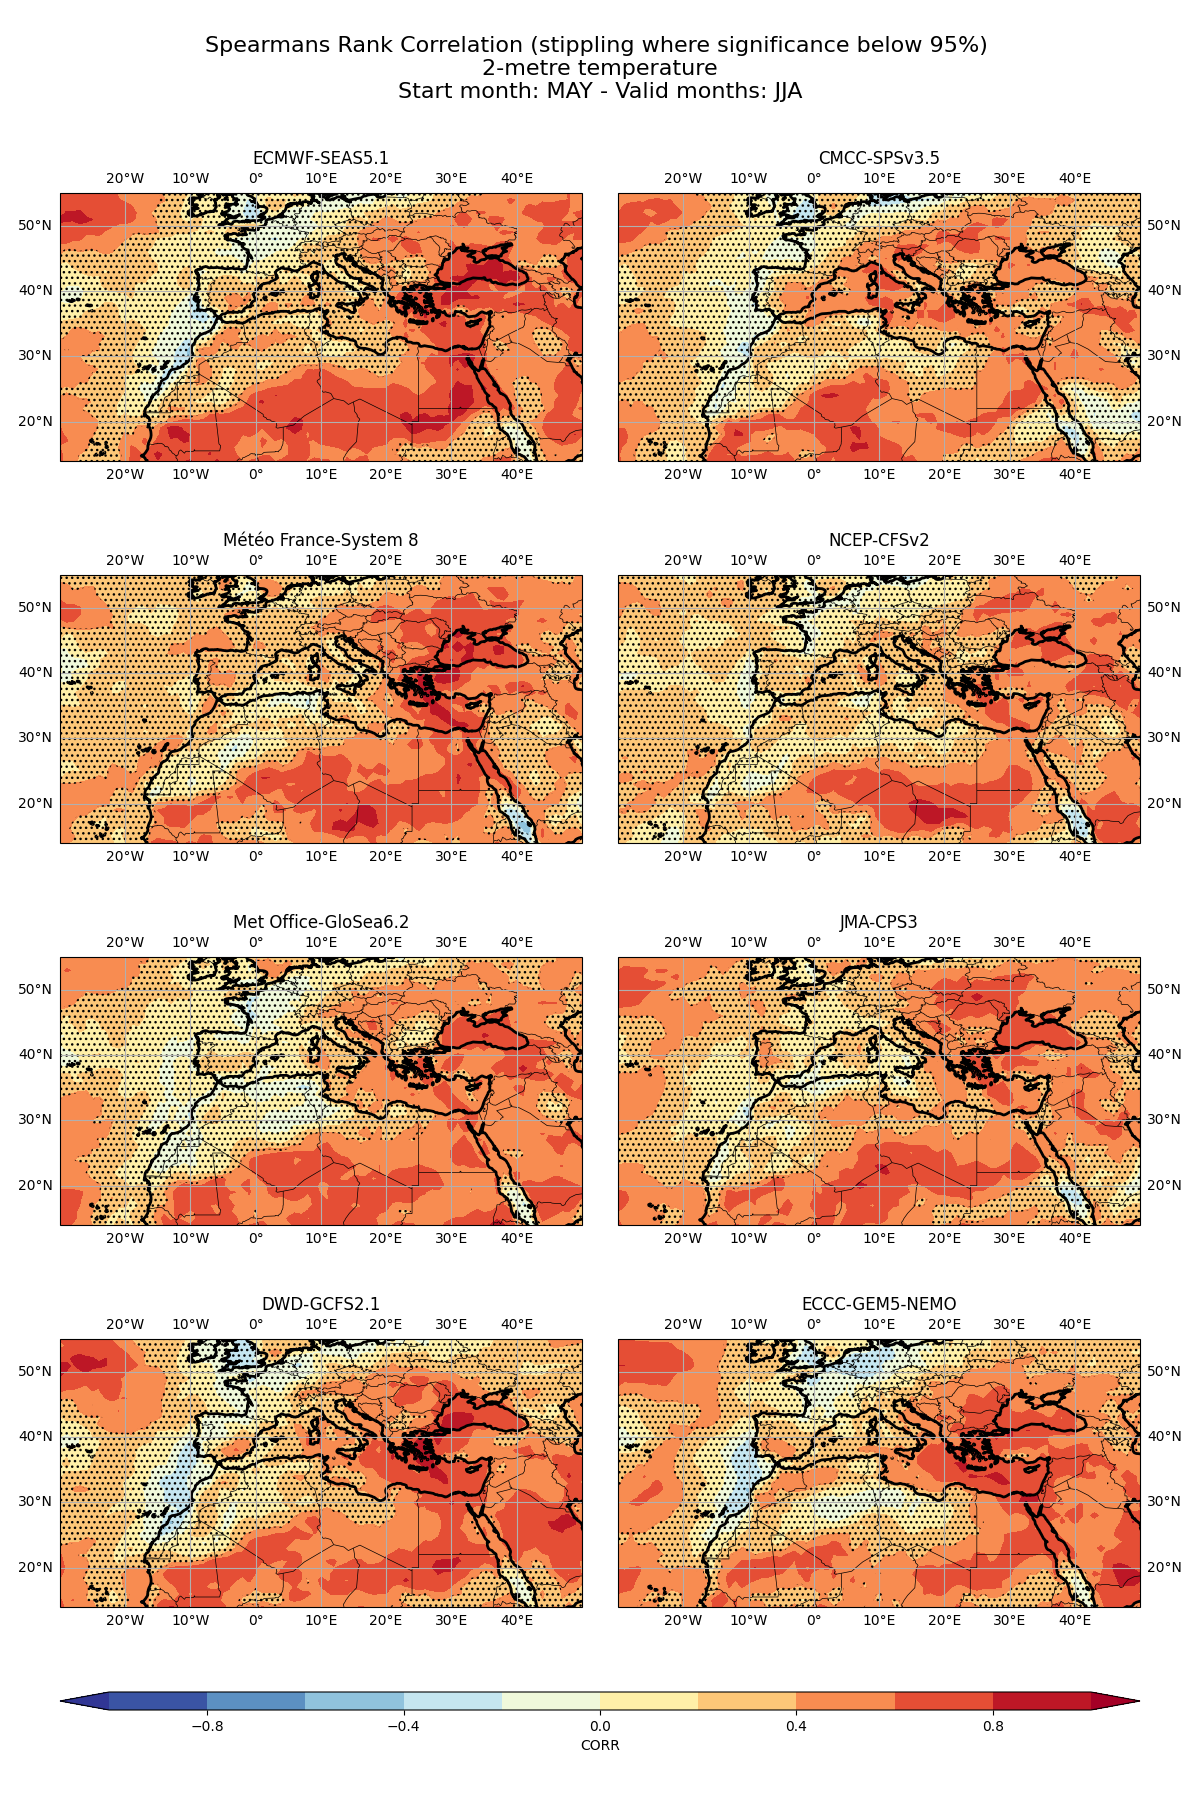 Spearmans Rank Correlation (stippling where significance below 95%)
2-metre temperature
Start month: MAY - Valid months: JJA
ECMWF-SEAS5.1
20°W 10°W 0° 10°E 20°E 30°E 40°E
50°N
40°N
30°N
20°N
20°W 10°W 0° 10°E 20°E 30°E 40°E
CMCC-SPSv3.5
20°W 10°W 0° 10°E 20°E 30°E 40°E
50°N
40°N
30°N
20°N
20°W 10°W 0° 10°E 20°E 30°E 40°E
Météo France-System 8
50°N
40°N
30°N
20°N
20°W 10°W 0° 10°E 20°E 30°E 40°E
20°W 10°W 0° 10°E 20°E 30°E 40°E
NCEP-CFSv2
20°W 10°W 0° 10°E 20°E 30°E 40°E
50°N
40°N
30°N
20°N
20°W 10°W 0° 10°E 20°E 30°E 40°E
Met Office-GloSea6.2
20°W 10°W 0° 10°E 20°E 30°E 40°E
50°N
40°N
30°N
20°N
20°W 10°W 0° 10°E 20°E 30°E 40°E
JMA-CPS3
20°W 10°W 0° 10°E 20°E 30°E 40°E
50°N
40°N
30°N
20°N
20°W 10°W 0° 10°E 20°E 30°E 40°E
DWD-GCFS2.1
20°W 10°W 0° 10°E 20°E 30°E 40°E
50°N
40°N
30°N
20°N
20°W 10°W 0° 10°E 20°E 30°E 40°E
ECCC-GEM5-NEMO
20°W 10°W 0° 10°E 20°E 30°E 40°E
50°N
40°N
30°N
20°N
20°W 10°W 0° 10°E 20°E 30°E 40°E
−0.8 −0.4 0.0 0.4 0.8
CORR